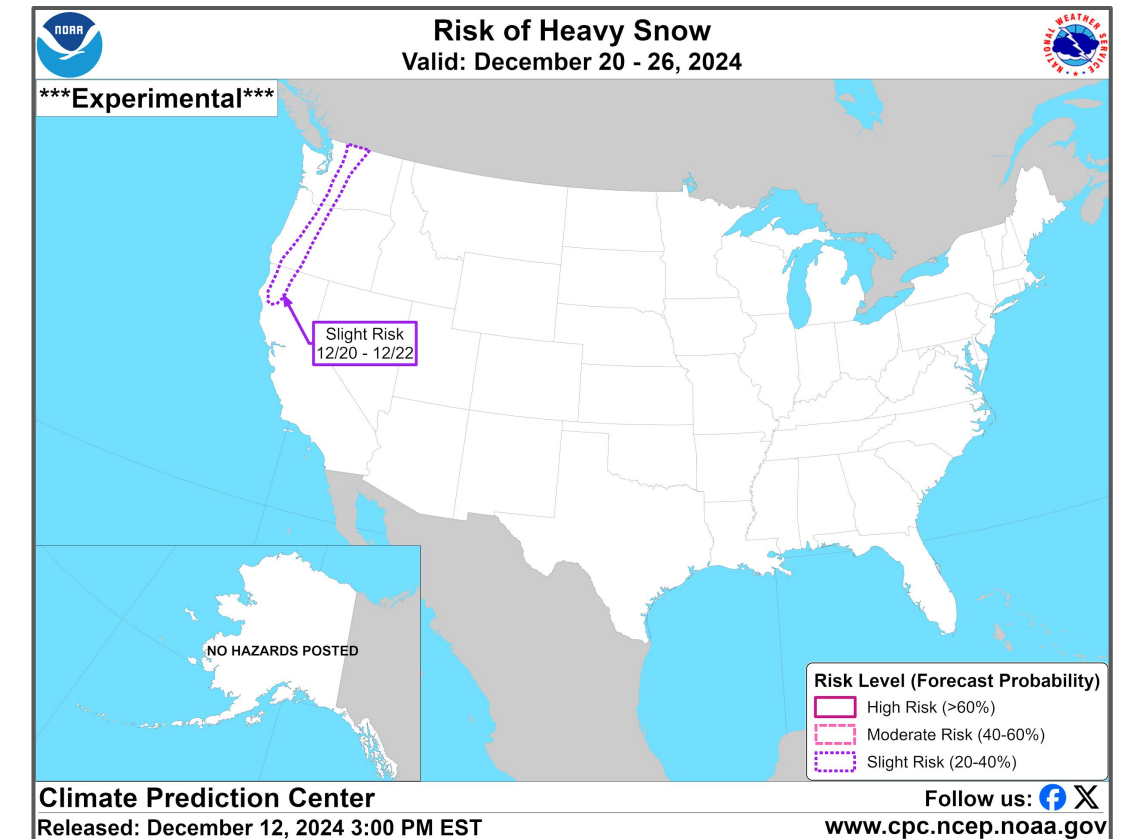 NOAA
Risk of Heavy Snow
Valid: December 20 - 26, 2024
NATIONAL WEATHER SERVICE
***Experimental***
Slight Risk
12/20 - 12/22
NO HAZARDS POSTED
Risk Level (Forecast Probability)
High Risk (>60%)
Moderate Risk (40-60%)
Slight Risk (20-40%)
Climate Prediction Center
Follow us:
Released: December 12, 2024 3:00 PM EST
www.cpc.ncep.noaa.gov